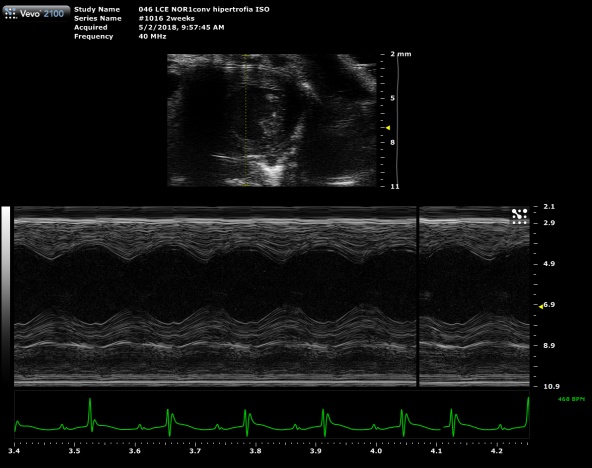 Vevo 2100
Study Name 046 LCE NOR1conv hipertrofia ISO
Series Name #1016 2weeks
Acquired 5/2/2018, 9:57:45 AM
Frequency 40 MHz
2 mm
5
8
11
2.1
2.9
4.9
6.9
8.9
10.9
460 BPM
3.4 3.5 3.6 3.7 3.8 3.9 4.0 4.1 4.2